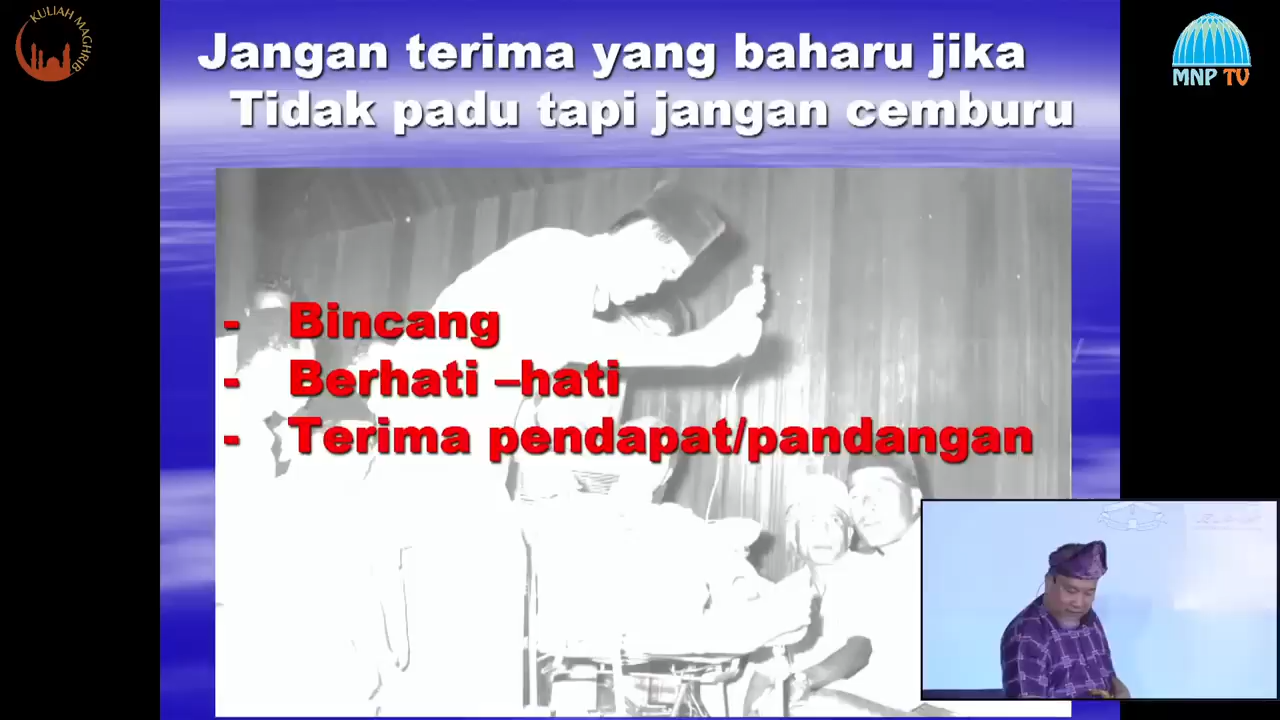 KULIAH MAGHRIB
MNP TV
Jangan terima yang baharu jika
Tidak padu tapi jangan cemburu
- Bincang
- Berhati –hati
- Terima pendapat/pandangan